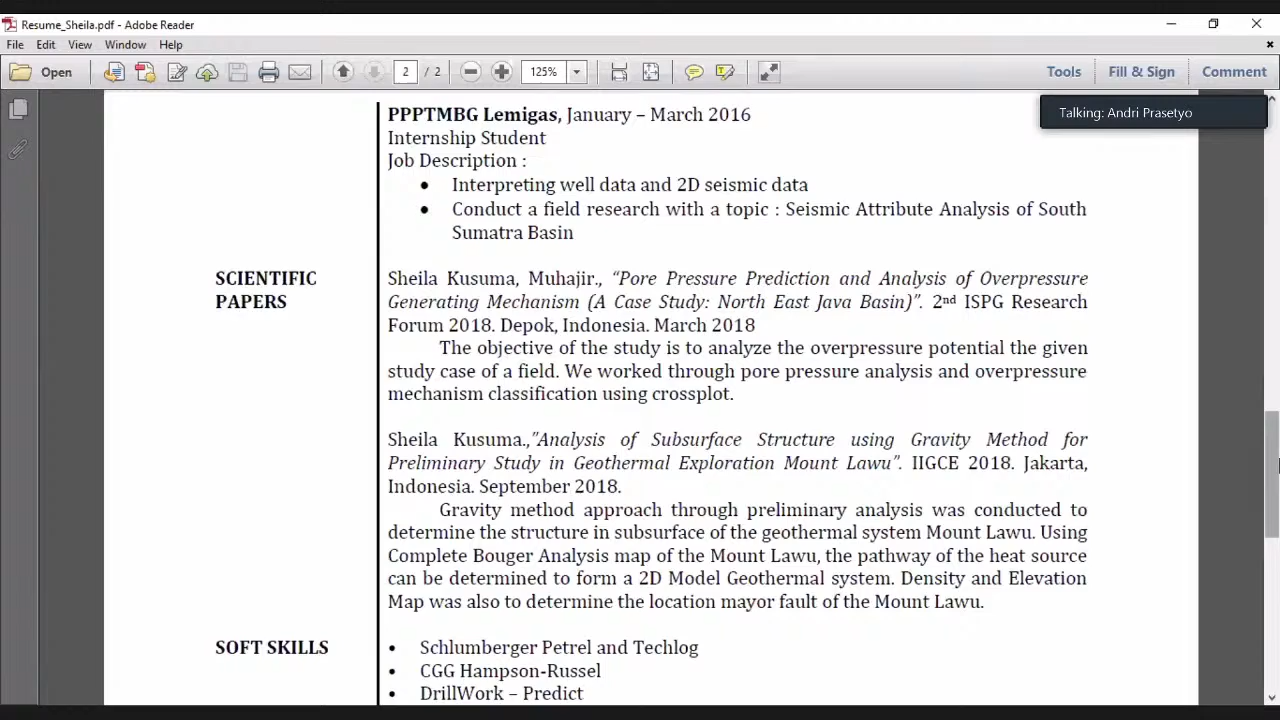 Resume_Sheila.pdf - Adobe Reader
File Edit View Window Help
Open 2 / 2 125% Tools Fill & Sign Comment
Talking: Andri Prasetyo
PPPTMBG Lemigas, January – March 2016
Internship Student
Job Description :
• Interpreting well data and 2D seismic data
• Conduct a field research with a topic : Seismic Attribute Analysis of South
Sumatra Basin
SCIENTIFIC
PAPERS
Sheila Kusuma, Muhajir., “Pore Pressure Prediction and Analysis of Overpressure
Generating Mechanism (A Case Study: North East Java Basin)”. 2nd ISPG Research
Forum 2018. Depok, Indonesia. March 2018
The objective of the study is to analyze the overpressure potential the given
study case of a field. We worked through pore pressure analysis and overpressure
mechanism classification using crossplot.
Sheila Kusuma.,”Analysis of Subsurface Structure using Gravity Method for
Preliminary Study in Geothermal Exploration Mount Lawu”. IIGCE 2018. Jakarta,
Indonesia. September 2018.
Gravity method approach through preliminary analysis was conducted to
determine the structure in subsurface of the geothermal system Mount Lawu. Using
Complete Bouger Analysis map of the Mount Lawu, the pathway of the heat source
can be determined to form a 2D Model Geothermal system. Density and Elevation
Map was also to determine the location mayor fault of the Mount Lawu.
SOFT SKILLS
• Schlumberger Petrel and Techlog
• CGG Hampson-Russel
• DrillWork – Predict